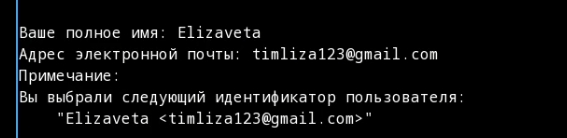 Ваше полное имя: Elizaveta
Адрес электронной почты: timliza123@gmail.com
Примечание:
Вы выбрали следующий идентификатор пользователя:
"Elizaveta <timliza123@gmail.com>"